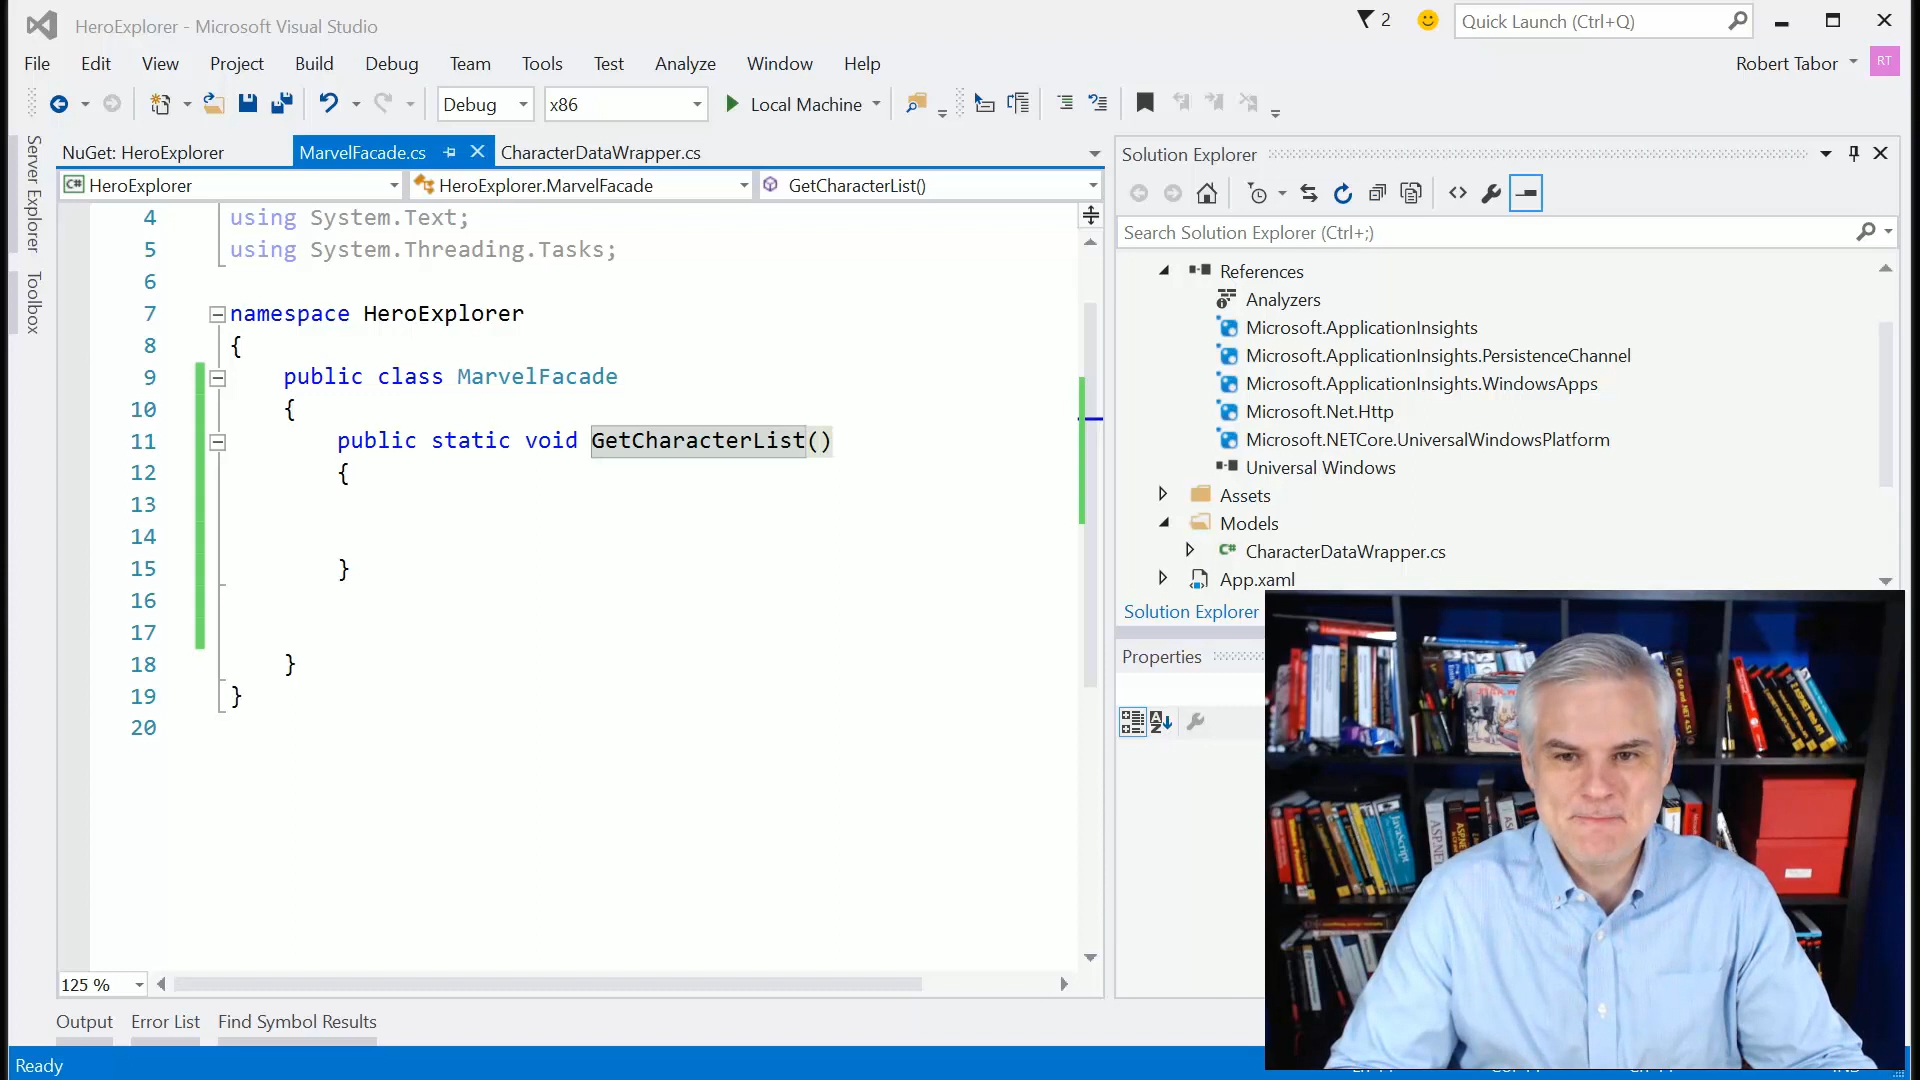 HeroExplorer - Microsoft Visual Studio
2
Quick Launch (Ctrl+Q)
File Edit View Project Build Debug Team Tools Test Analyze Window Help
Robert Tabor RT
Debug x86 Local Machine
Server Explorer
Toolbox
NuGet: HeroExplorer MarvelFacade.cs CharacterDataWrapper.cs
C# HeroExplorer HeroExplorer.MarvelFacade GetCharacterList()
4 using System.Text;
5 using System.Threading.Tasks;
6
7 namespace HeroExplorer
8 {
9 public class MarvelFacade
10 {
11 public static void GetCharacterList()
12 {
13
14
15 }
16
17
18 }
19 }
20
125 %
Output Error List Find Symbol Results
Ready
Solution Explorer
Search Solution Explorer (Ctrl+;)
References
Analyzers
Microsoft.ApplicationInsights
Microsoft.ApplicationInsights.PersistenceChannel
Microsoft.ApplicationInsights.WindowsApps
Microsoft.Net.Http
Microsoft.NETCore.UniversalWindowsPlatform
Universal Windows
Assets
Models
C# CharacterDataWrapper.cs
App.xaml
Solution Explorer
Properties
JavaScript
ASP.NET